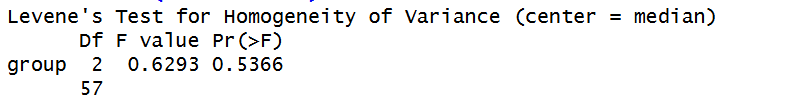 Levene's Test for Homogeneity of Variance (center = median)
Df F value Pr(>F)
group 2 0.6293 0.5366
57